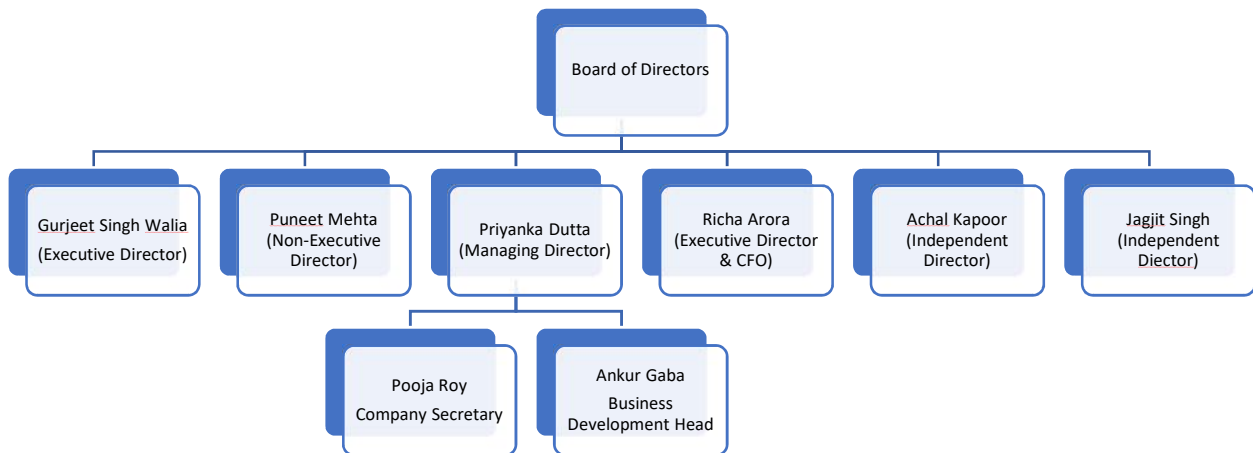 Board of Directors
Gurjeet Singh Walia
(Executive Director)
Puneet Mehta
(Non-Executive
Director)
Priyanka Dutta
(Managing Director)
Richa Arora
(Executive Director
& CFO)
Achal Kapoor
(Independent
Director)
Jagjit Singh
(Independent
Diector)
Pooja Roy
Company Secretary
Ankur Gaba
Business
Development Head